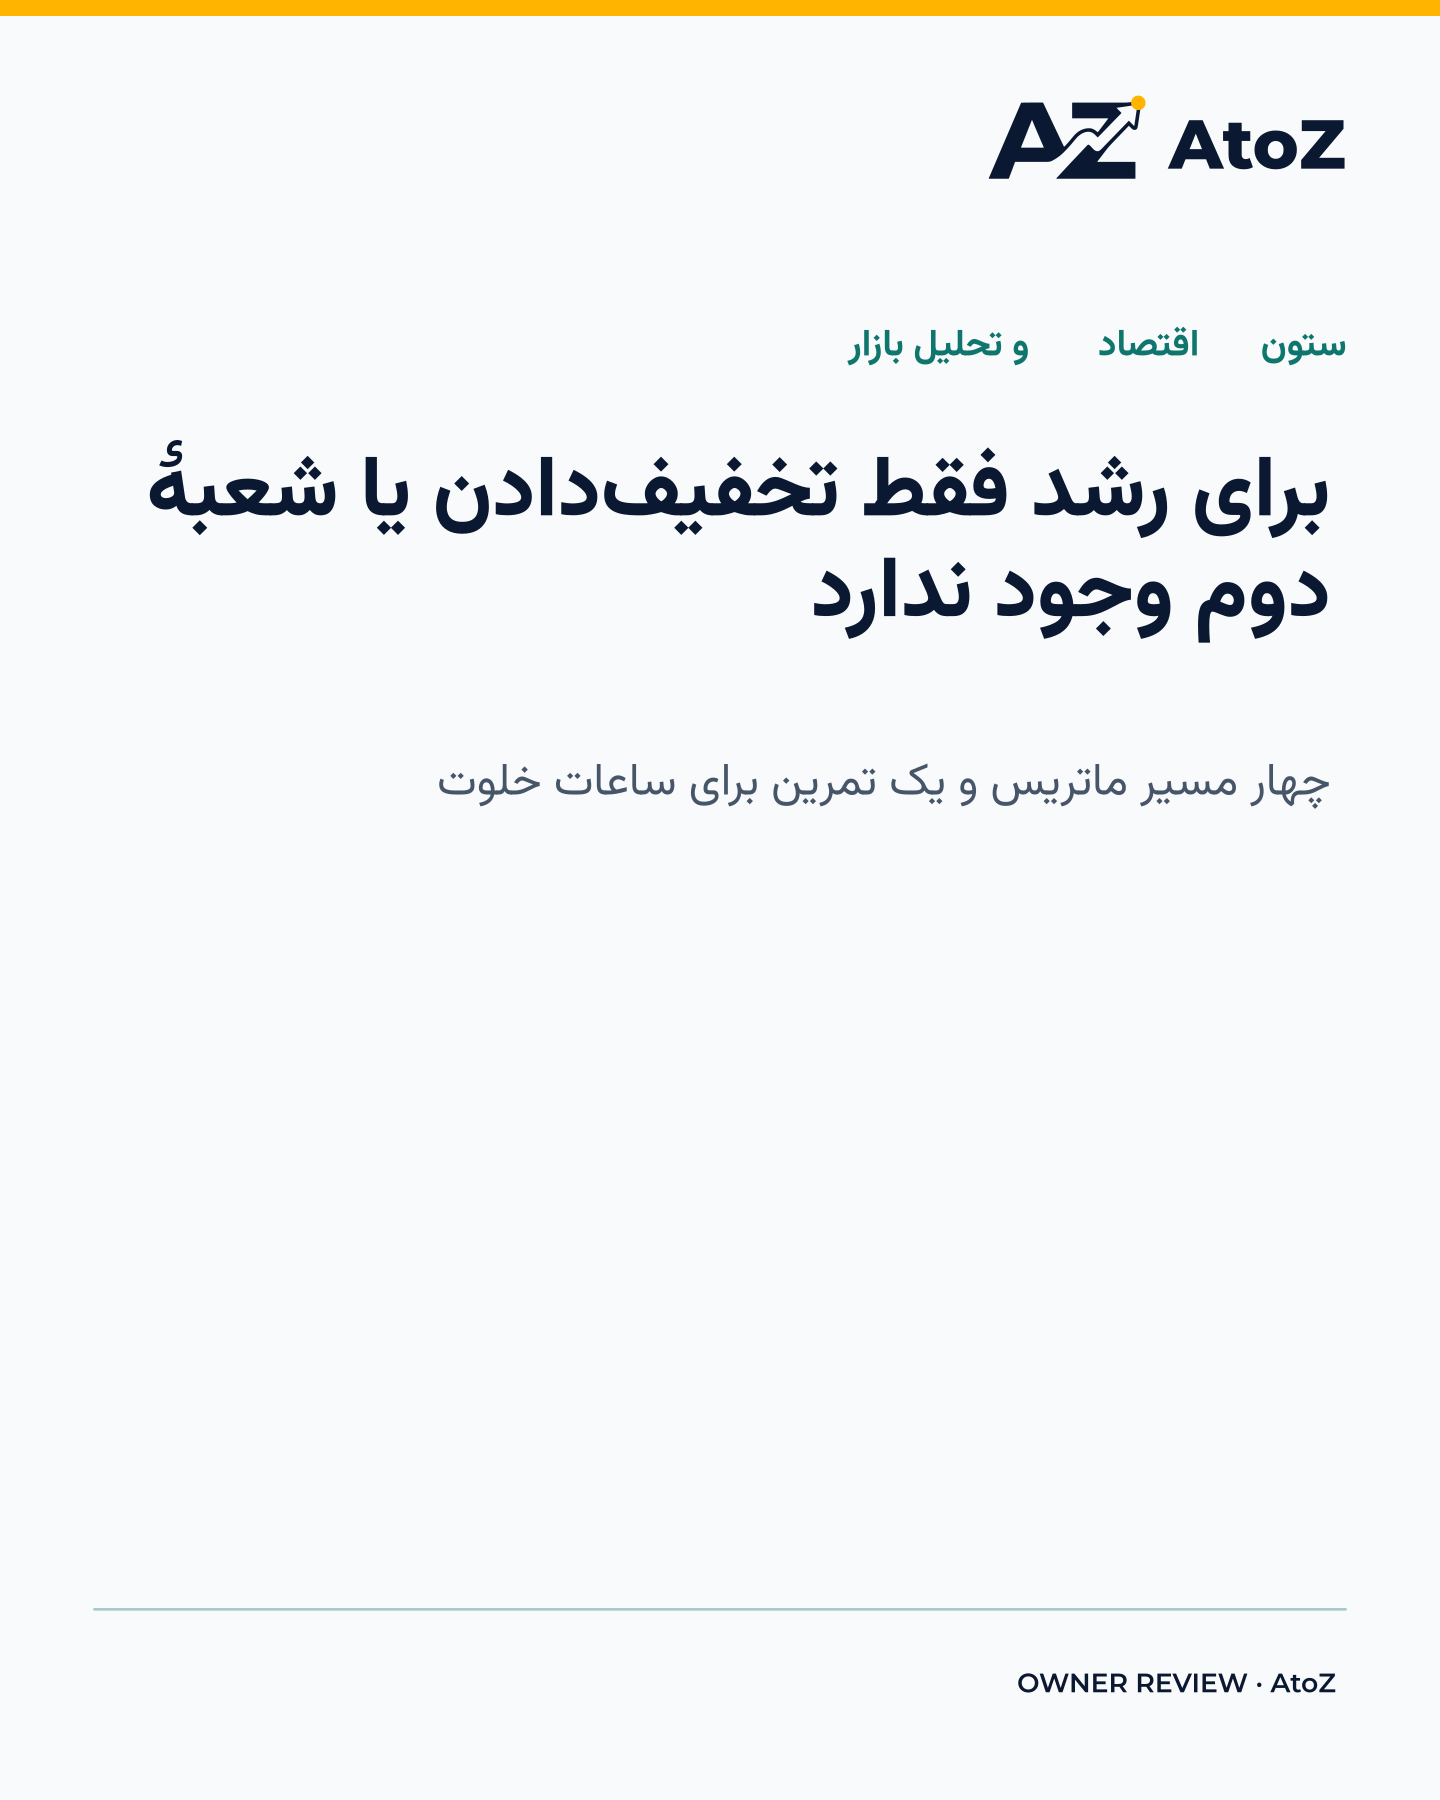 AZ AtoZ
ستون اقتصاد و تحلیل بازار
برای رشد فقط تخفیف‌دادن یا شعبهٔ
دوم وجود ندارد
چهار مسیر ماتریس و یک تمرین برای ساعات خلوت
OWNER REVIEW · AtoZ